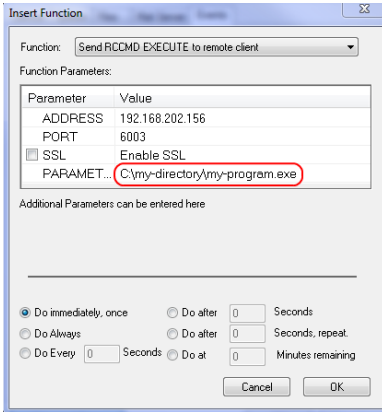 Insert Function
Function: Send RCCMD EXECUTE to remote client
Function Parameters:
Parameter Value
ADDRESS 192.168.202.156
PORT 6003
SSL Enable SSL
PARAMET... C:\my-directory\my-program.exe
Additional Parameters can be entered here
Do immediately, once Do after 0 Seconds
Do Always Do after 0 Seconds, repeat.
Do Every 0 Seconds Do at 0 Minutes remaining
Cancel OK